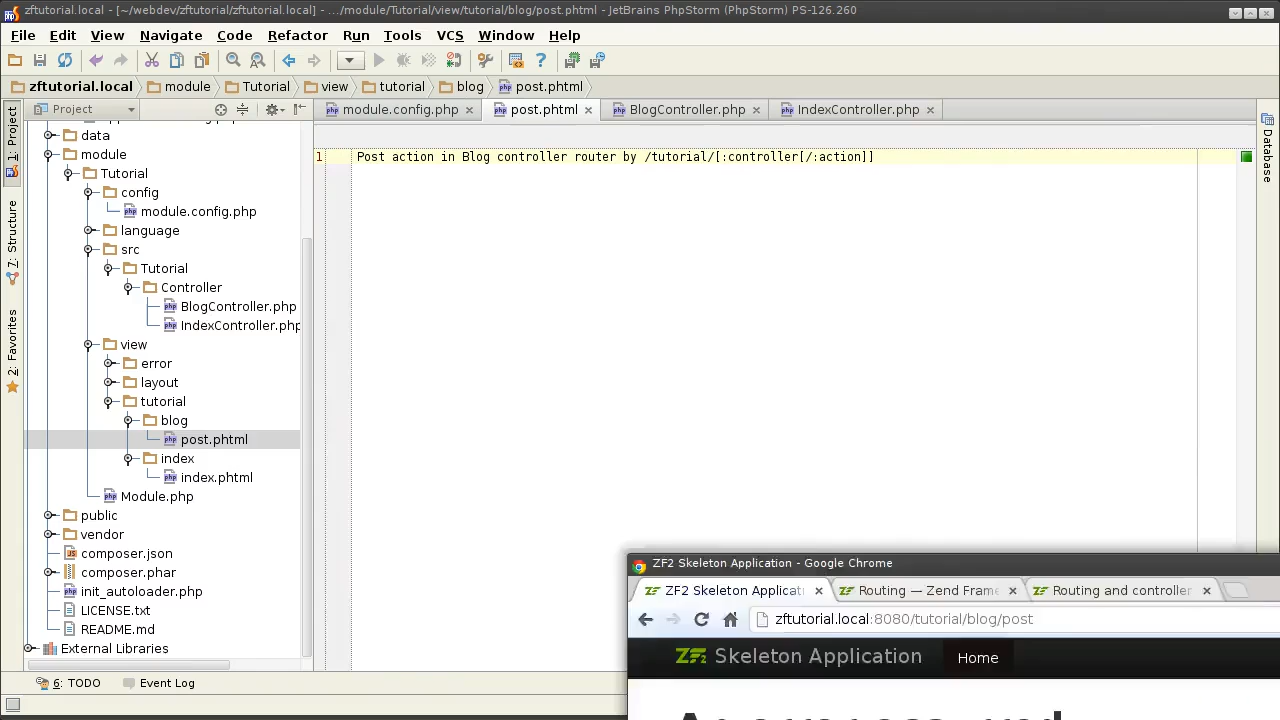 zftutorial.local - [~/webdev/zftutorial/zftutorial.local] - .../module/Tutorial/view/tutorial/blog/post.phtml - JetBrains PhpStorm (PhpStorm) PS-126.260
File Edit View Navigate Code Refactor Run Tools VCS Window Help
zftutorial.local module Tutorial view tutorial blog post.phtml
Project module.config.php post.phtml BlogController.php IndexController.php
1: Project
7: Structure
2: Favorites
Database
data
module
Tutorial
config
module.config.php
language
src
Tutorial
Controller
BlogController.php
IndexController.php
view
error
layout
tutorial
blog
post.phtml
index
index.phtml
Module.php
public
vendor
composer.json
composer.phar
init_autoloader.php
LICENSE.txt
README.md
External Libraries
1 Post action in Blog controller router by /tutorial/[:controller[/:action]]
6: TODO Event Log
ZF2 Skeleton Application - Google Chrome
ZF2 Skeleton Applicat Routing — Zend Frame Routing and controller
zftutorial.local:8080/tutorial/blog/post
ZF2 Skeleton Application Home